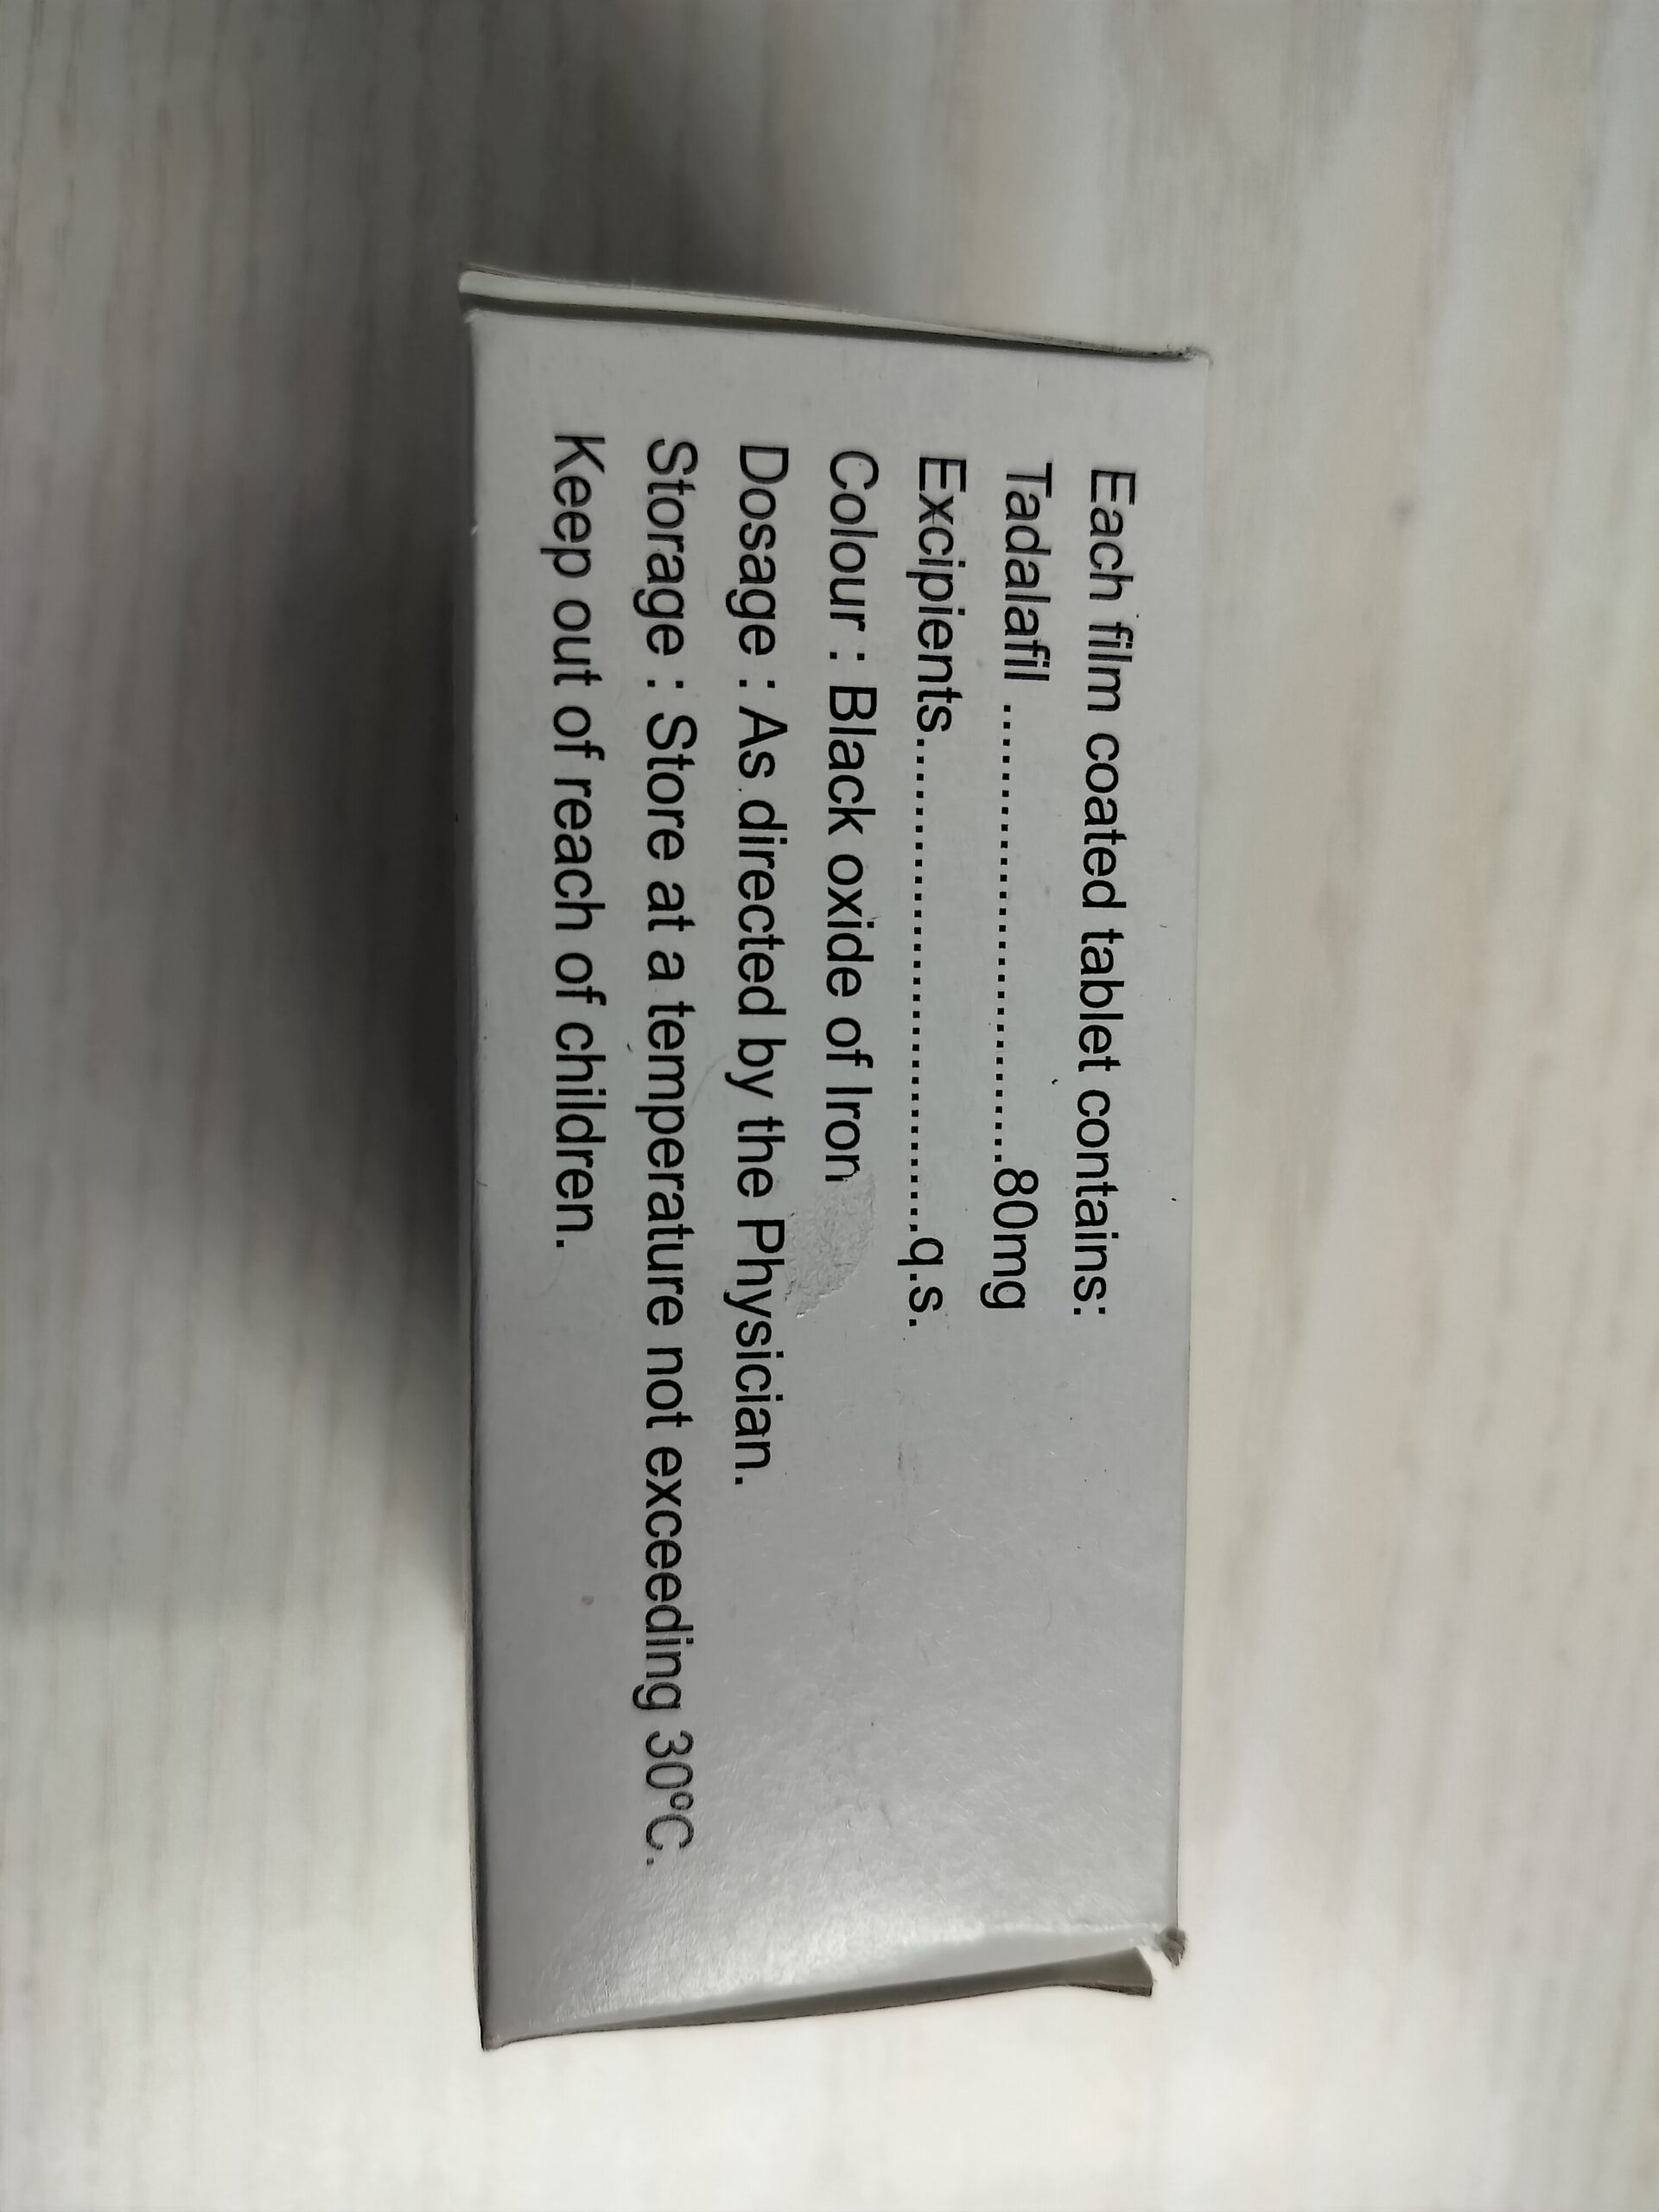 Each film coated tablet contains:
Tadalafil ................................80mg
Excipients..................................q.s.
Colour : Black oxide of Iron
Dosage : As directed by the Physician.
Storage : Store at a temperature not exceeding 30ºC.
Keep out of reach of children.